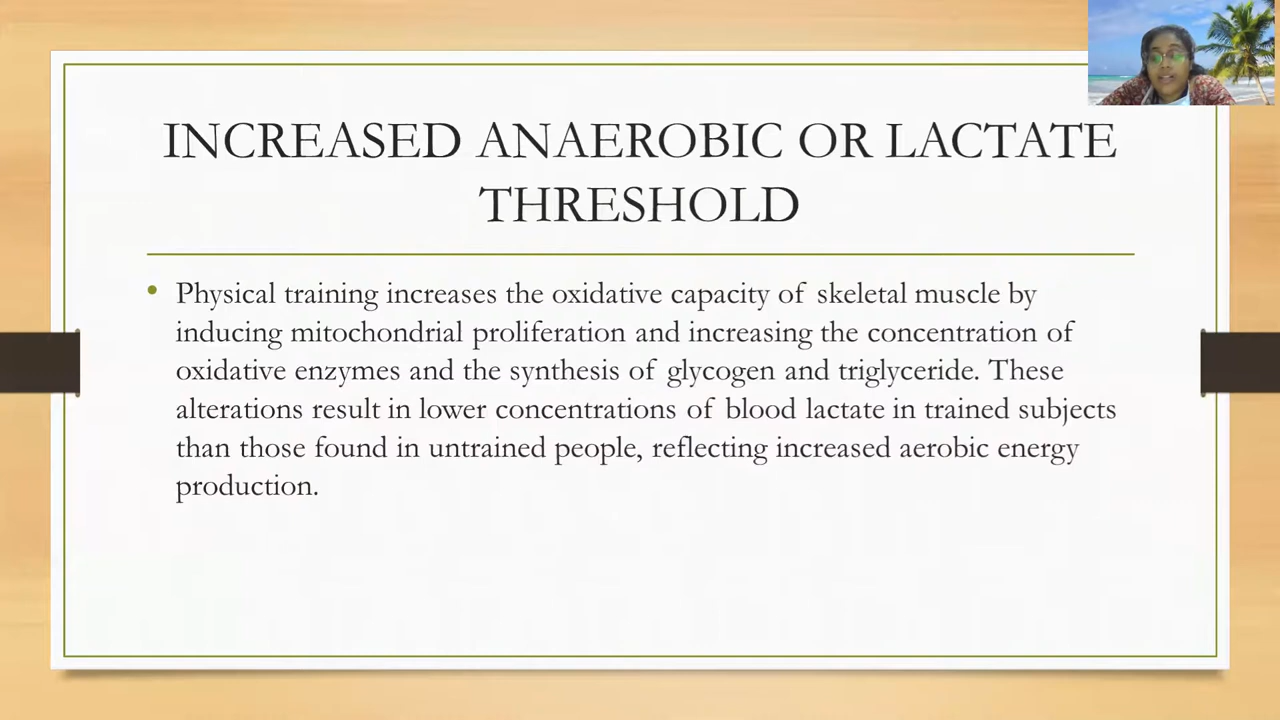 INCREASED ANAEROBIC OR LACTATE
THRESHOLD
• Physical training increases the oxidative capacity of skeletal muscle by
inducing mitochondrial proliferation and increasing the concentration of
oxidative enzymes and the synthesis of glycogen and triglyceride. These
alterations result in lower concentrations of blood lactate in trained subjects
than those found in untrained people, reflecting increased aerobic energy
production.